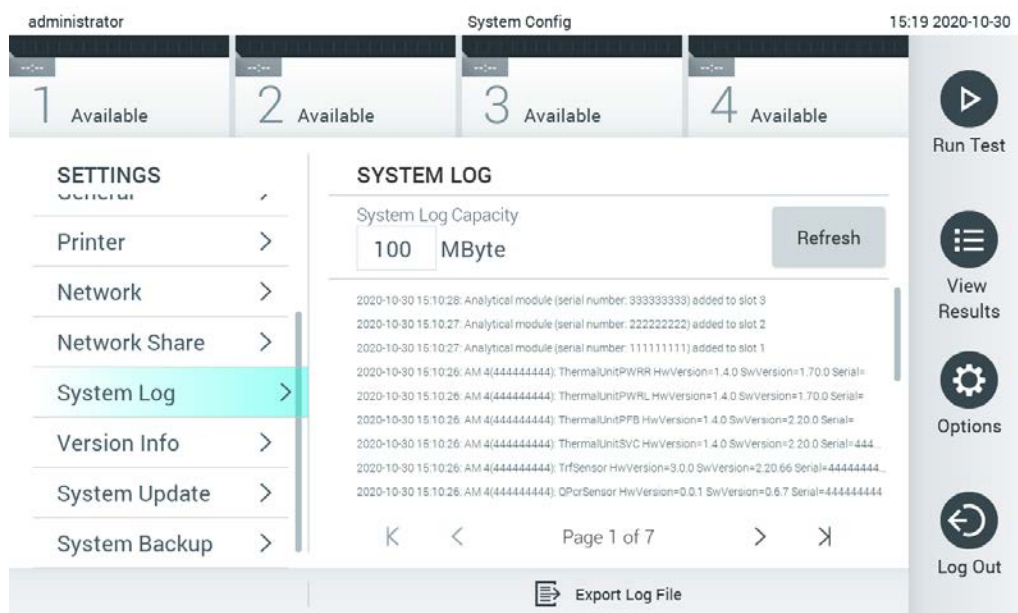 administrator
System Config
15:19 2020-10-30
--:--
--:--
--:--
--:--
1 Available
2 Available
3 Available
4 Available
Run Test
View
Results
Options
Log Out
SETTINGS
General
Printer
Network
Network Share
System Log
Version Info
System Update
System Backup
SYSTEM LOG
System Log Capacity
100 MByte
Refresh
2020-10-30 15:10:28: Analytical module (serial number: 333333333) added to slot 3
2020-10-30 15:10:27: Analytical module (serial number: 222222222) added to slot 2
2020-10-30 15:10:27: Analytical module (serial number: 111111111) added to slot 1
2020-10-30 15:10:26: AM 4(444444444): ThermalUnitPWRR HwVersion=1.4.0 SwVersion=1.70.0 Serial=
2020-10-30 15:10:26: AM 4(444444444): ThermalUnitPWRL HwVersion=1.4.0 SwVersion=1.70.0 Serial=
2020-10-30 15:10:26: AM 4(444444444): ThermalUnitPFB HwVersion=1.4.0 SwVersion=2.20.0 Serial=
2020-10-30 15:10:26: AM 4(444444444): ThermalUnitSVC HwVersion=1.4.0 SwVersion=2.20.0 Serial=444...
2020-10-30 15:10:26: AM 4(444444444): TrfSensor HwVersion=3.0.0 SwVersion=2.20.66 Serial=44444444...
2020-10-30 15:10:26: AM 4(444444444): QPcrSensor HwVersion=0.0.1 SwVersion=0.6.7 Serial=444444444
Page 1 of 7
Export Log File